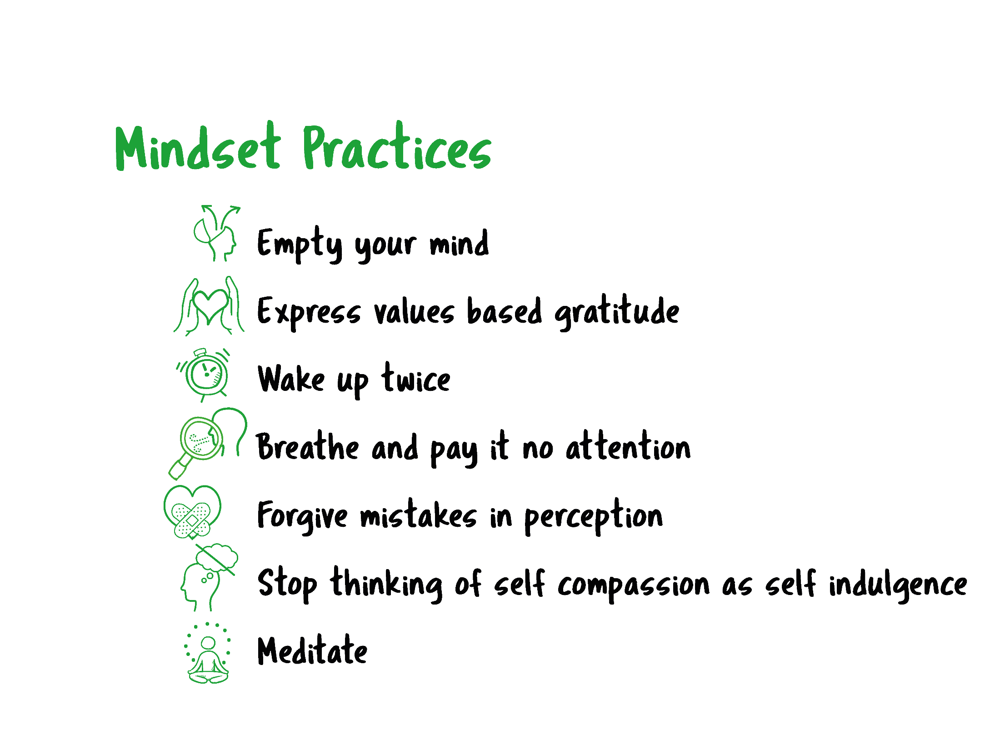 Mindset Practices
Empty your mind
Express values based gratitude
Wake up twice
Breathe and pay it no attention
Forgive mistakes in perception
Stop thinking of self compassion as self indulgence
Meditate